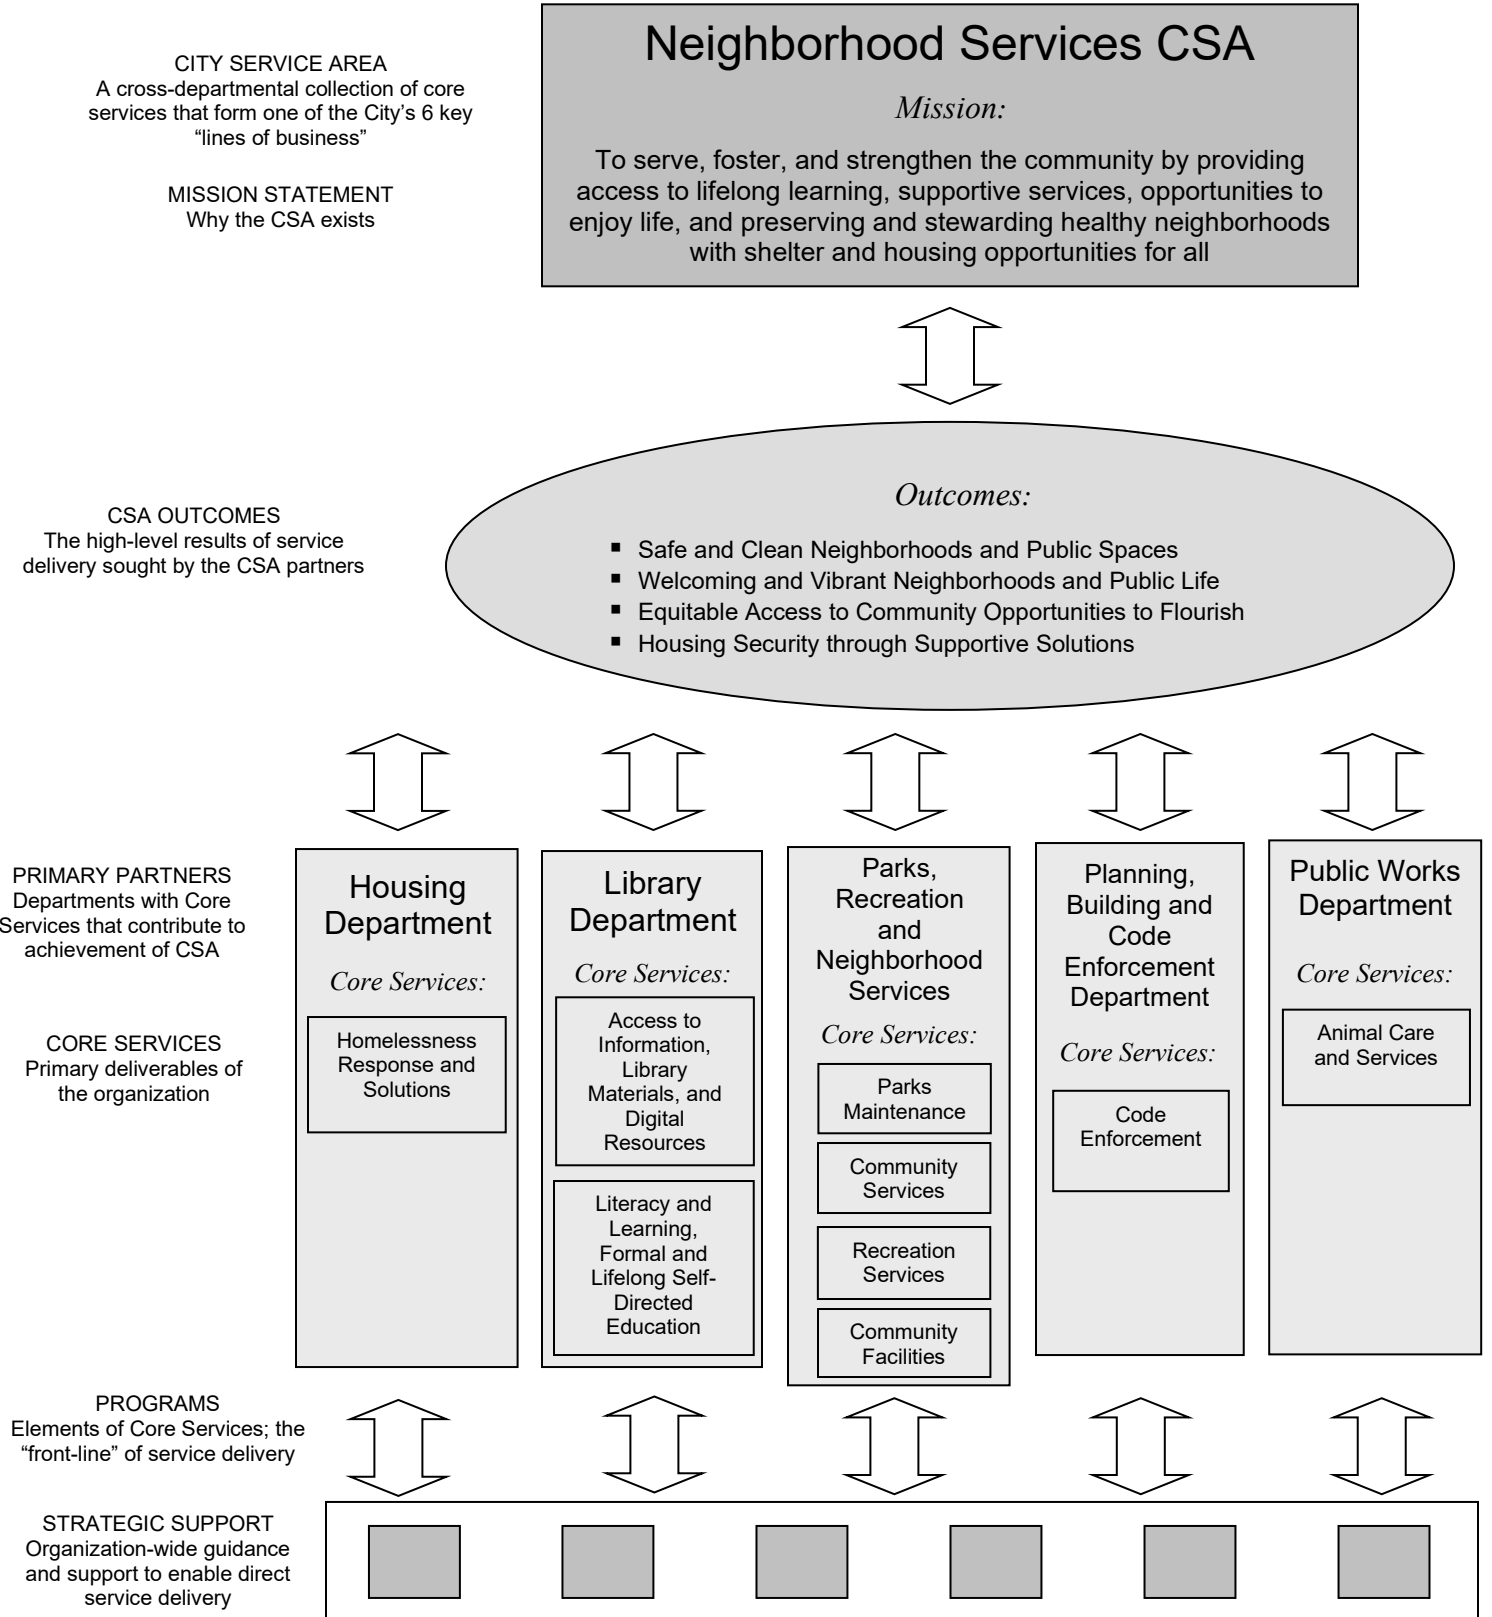 Neighborhood Services CSA
Mission:
To serve, foster, and strengthen the community by providing
access to lifelong learning, supportive services, opportunities to
enjoy life, and preserving and stewarding healthy neighborhoods
with shelter and housing opportunities for all
CITY SERVICE AREA
A cross-departmental collection of core
services that form one of the City’s 6 key
“lines of business”
MISSION STATEMENT
Why the CSA exists
CSA OUTCOMES
The high-level results of service
delivery sought by the CSA partners
Outcomes:
▪ Safe and Clean Neighborhoods and Public Spaces
▪ Welcoming and Vibrant Neighborhoods and Public Life
▪ Equitable Access to Community Opportunities to Flourish
▪ Housing Security through Supportive Solutions
PRIMARY PARTNERS
Departments with Core
Services that contribute to
achievement of CSA
CORE SERVICES
Primary deliverables of
the organization
Housing
Department
Core Services:
Homelessness
Response and
Solutions
Library
Department
Core Services:
Access to
Information,
Library
Materials, and
Digital
Resources
Literacy and
Learning,
Formal and
Lifelong Self-
Directed
Education
Parks,
Recreation
and
Neighborhood
Services
Core Services:
Parks
Maintenance
Community
Services
Recreation
Services
Community
Facilities
Planning,
Building and
Code
Enforcement
Department
Core Services:
Code
Enforcement
Public Works
Department
Core Services:
Animal Care
and Services
PROGRAMS
Elements of Core Services; the
“front-line” of service delivery
STRATEGIC SUPPORT
Organization-wide guidance
and support to enable direct
service delivery